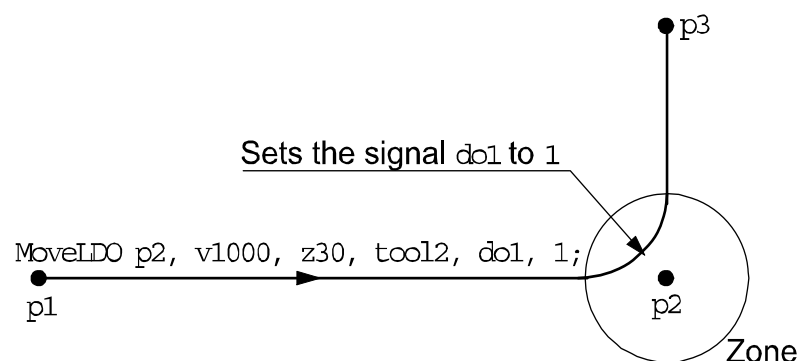 p3
Sets the signal do1 to 1
MoveLDO p2, v1000, z30, tool2, do1, 1;
p1
p2
Zone